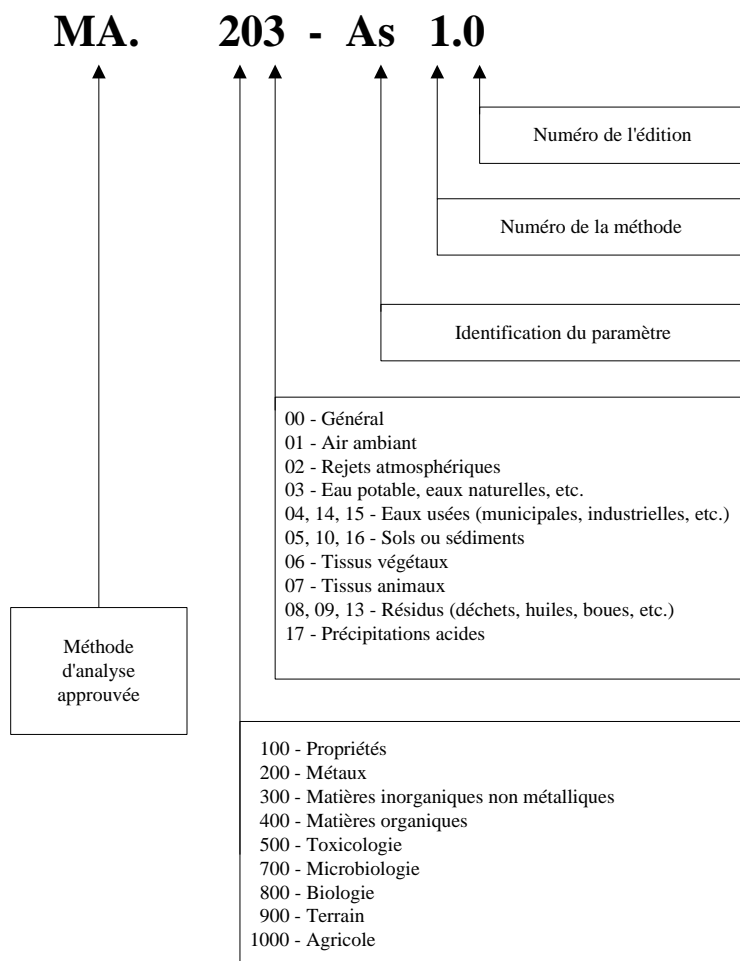 MA. 203 - As 1.0
Numéro de l'édition
Numéro de la méthode
Identification du paramètre
00 - Général
01 - Air ambiant
02 - Rejets atmosphériques
03 - Eau potable, eaux naturelles, etc.
04, 14, 15 - Eaux usées (municipales, industrielles, etc.)
05, 10, 16 - Sols ou sédiments
06 - Tissus végétaux
07 - Tissus animaux
08, 09, 13 - Résidus (déchets, huiles, boues, etc.)
17 - Précipitations acides
Méthode
d'analyse
approuvée
100 - Propriétés
200 - Métaux
300 - Matières inorganiques non métalliques
400 - Matières organiques
500 - Toxicologie
700 - Microbiologie
800 - Biologie
900 - Terrain
1000 - Agricole